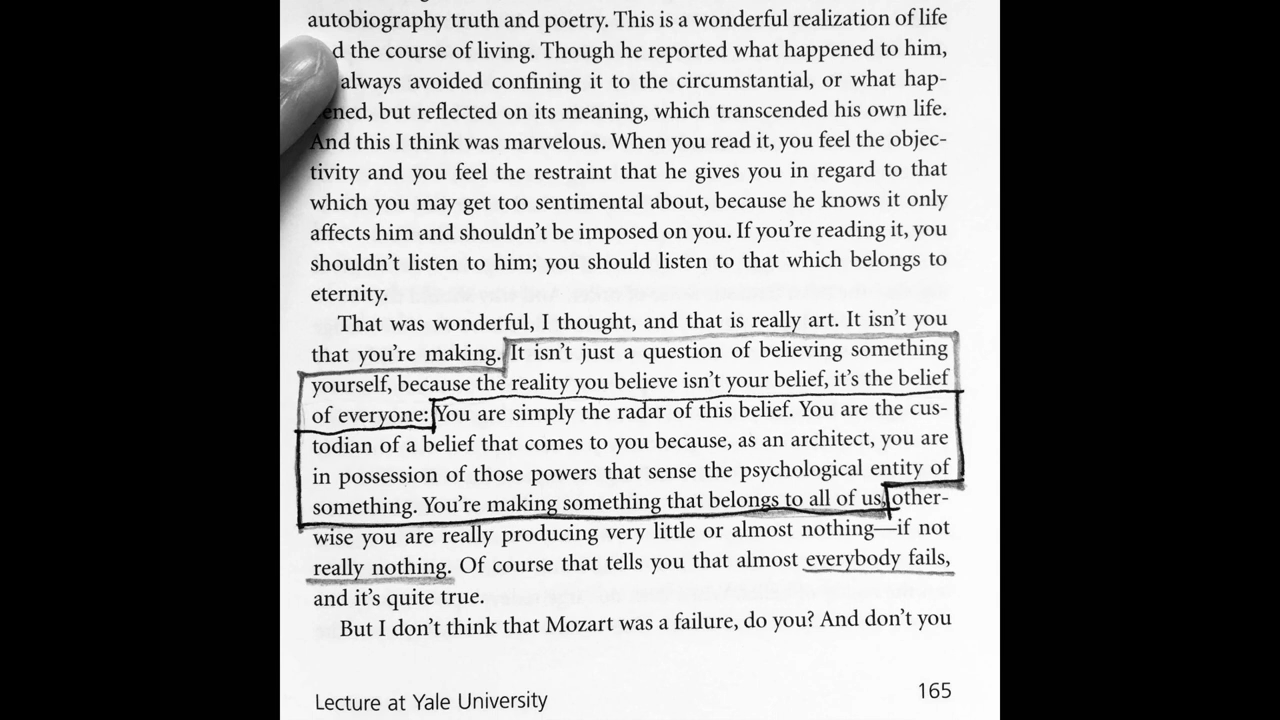 autobiography truth and poetry. This is a wonderful realization of life
d the course of living. Though he reported what happened to him,
always avoided confining it to the circumstantial, or what hap-
ened, but reflected on its meaning, which transcended his own life.
And this I think was marvelous. When you read it, you feel the objec-
tivity and you feel the restraint that he gives you in regard to that
which you may get too sentimental about, because he knows it only
affects him and shouldn't be imposed on you. If you're reading it, you
shouldn't listen to him; you should listen to that which belongs to
eternity.
That was wonderful, I thought, and that is really art. It isn't you
that you're making. It isn't just a question of believing something
yourself, because the reality you believe isn't your belief, it's the belief
of everyone: You are simply the radar of this belief. You are the cus-
todian of a belief that comes to you because, as an architect, you are
in possession of those powers that sense the psychological entity of
something. You're making something that belongs to all of us, other-
wise you are really producing very little or almost nothing—if not
really nothing. Of course that tells you that almost everybody fails,
and it's quite true.
But I don't think that Mozart was a failure, do you? And don't you
Lecture at Yale University
165